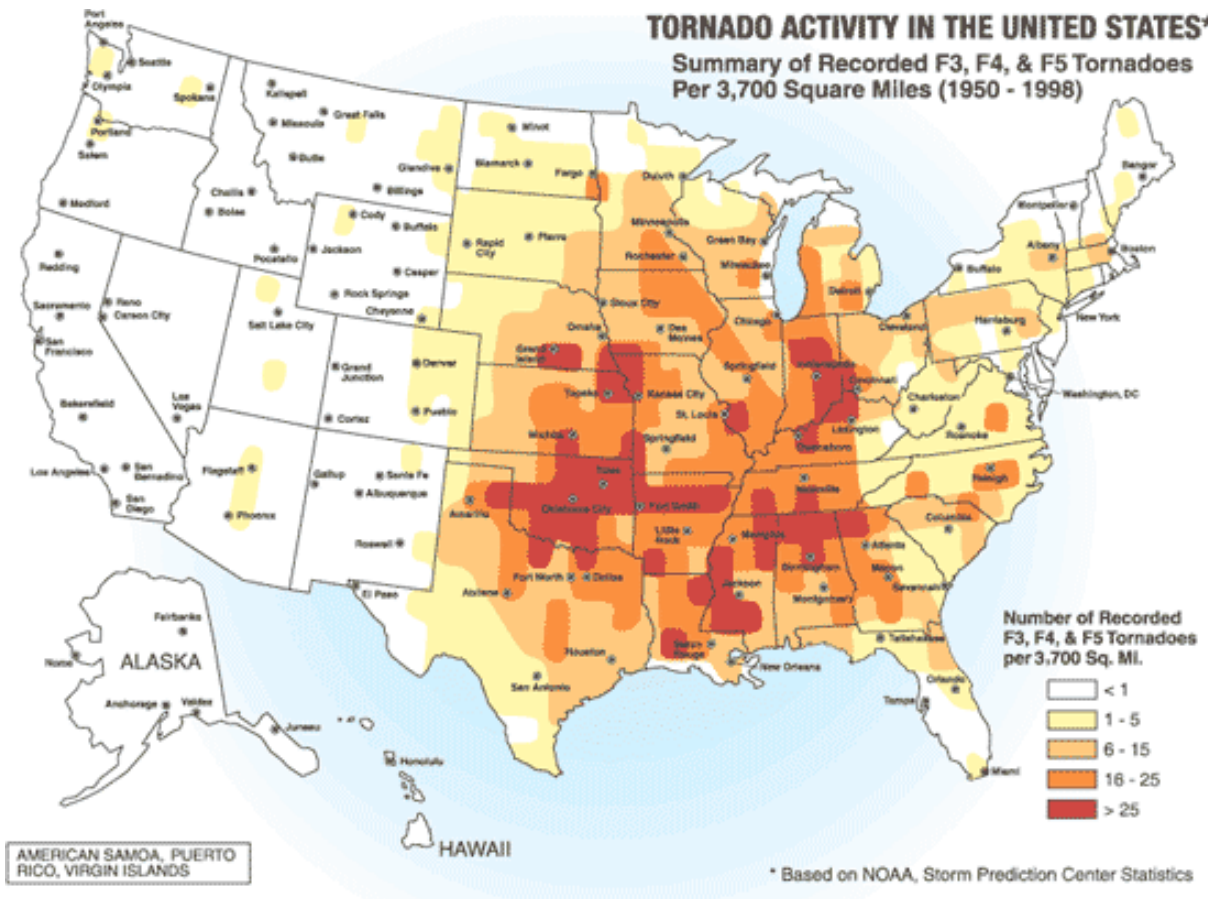 TORNADO ACTIVITY IN THE UNITED STATES*
Summary of Recorded F3, F4, & F5 Tornadoes
Per 3,700 Square Miles (1950 - 1998)
Port
Angeles
Seattle
Olympia
Spokane
Portland
Salem
Medford
Kalispell
Missoula
Great Falls
Butte
Glendive
Billings
Challis
Boise
Pocatello
Cody
Buffalo
Jackson
Casper
Rock Springs
Cheyenne
Minot
Bismarck
Fargo
Rapid
City
Pierre
Duluth
Minneapolis
Rochester
Green Bay
Milwaukee
Detroit
Chicago
Sioux City
Des
Moines
Omaha
Grand
Island
Redding
Sacramento
San
Francisco
Reno
Carson City
Bakersfield
Las
Vegas
Los Angeles
San
Bernardino
San
Diego
Salt Lake City
Grand
Junction
Cortez
Denver
Pueblo
Flagstaff
Phoenix
Gallup
Santa Fe
Albuquerque
Roswell
El Paso
Topeka
Wichita
Kansas City
St. Louis
Springfield
Springfield
Indianapolis
Cincinnati
Lexington
Owensboro
Cleveland
Harrisburg
Buffalo
Albany
Montpelier
Bangor
Boston
New York
Washington, DC
Charleston
Roanoke
Raleigh
Columbia
Nashville
Memphis
Tulsa
Oklahoma City
Fort Smith
Little
Rock
Amarillo
Abilene
Fort Worth
Dallas
Houston
San Antonio
Jackson
Baton
Rouge
New Orleans
Birmingham
Montgomery
Atlanta
Macon
Savannah
Tallahassee
Orlando
Tampa
Miami
Fairbanks
Nome
ALASKA
Anchorage
Valdez
Juneau
Honolulu
HAWAII
Number of Recorded
F3, F4, & F5 Tornadoes
per 3,700 Sq. Mi.
< 1
1 - 5
6 - 15
16 - 25
> 25
AMERICAN SAMOA, PUERTO
RICO, VIRGIN ISLANDS
* Based on NOAA, Storm Prediction Center Statistics